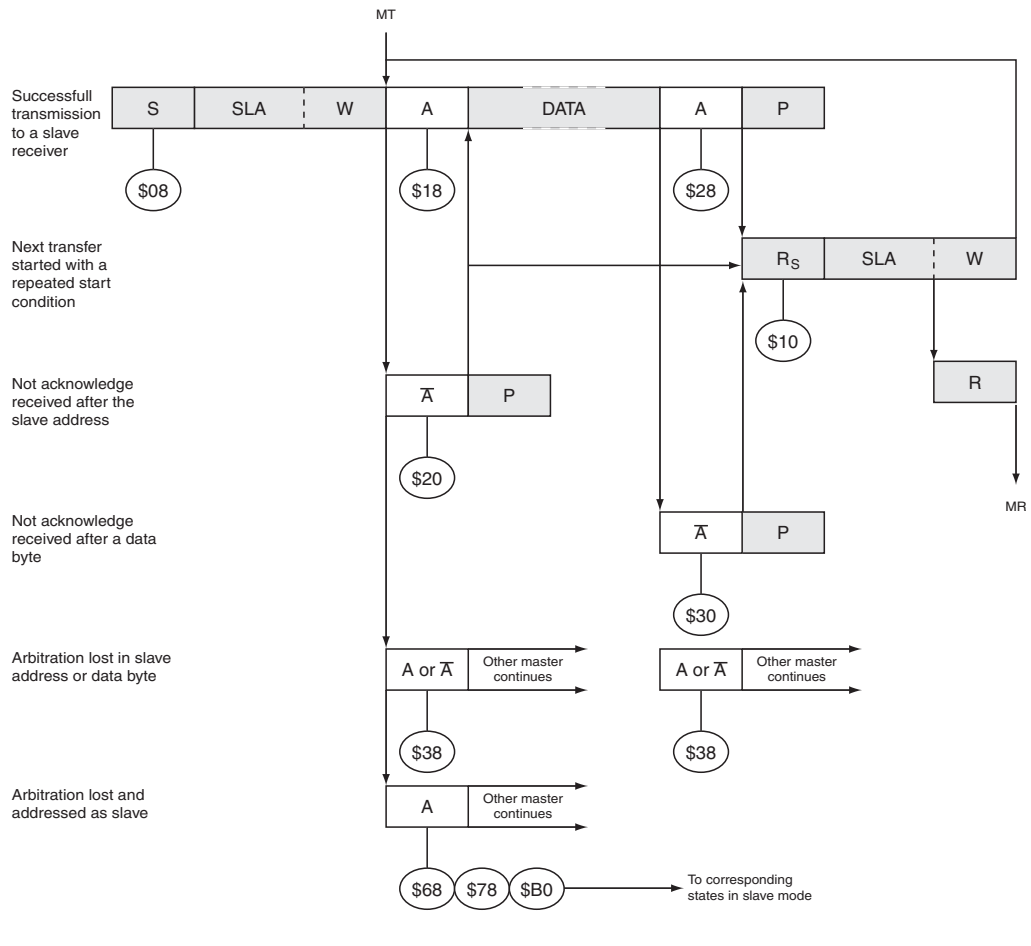 MT
Successfull
transmission
to a slave
receiver
S SLA W A DATA A P
$08 $18 $28
Next transfer
started with a
repeated start
condition
RS SLA W
$10
Not acknowledge
received after the
slave address
A̅ P
R
$20
MR
Not acknowledge
received after a data
byte
A̅ P
$30
Arbitration lost in slave
address or data byte
A or A̅
Other master
continues
A or A̅
Other master
continues
$38 $38
Arbitration lost and
addressed as slave
A
Other master
continues
$68 $78 $B0
To corresponding
states in slave mode